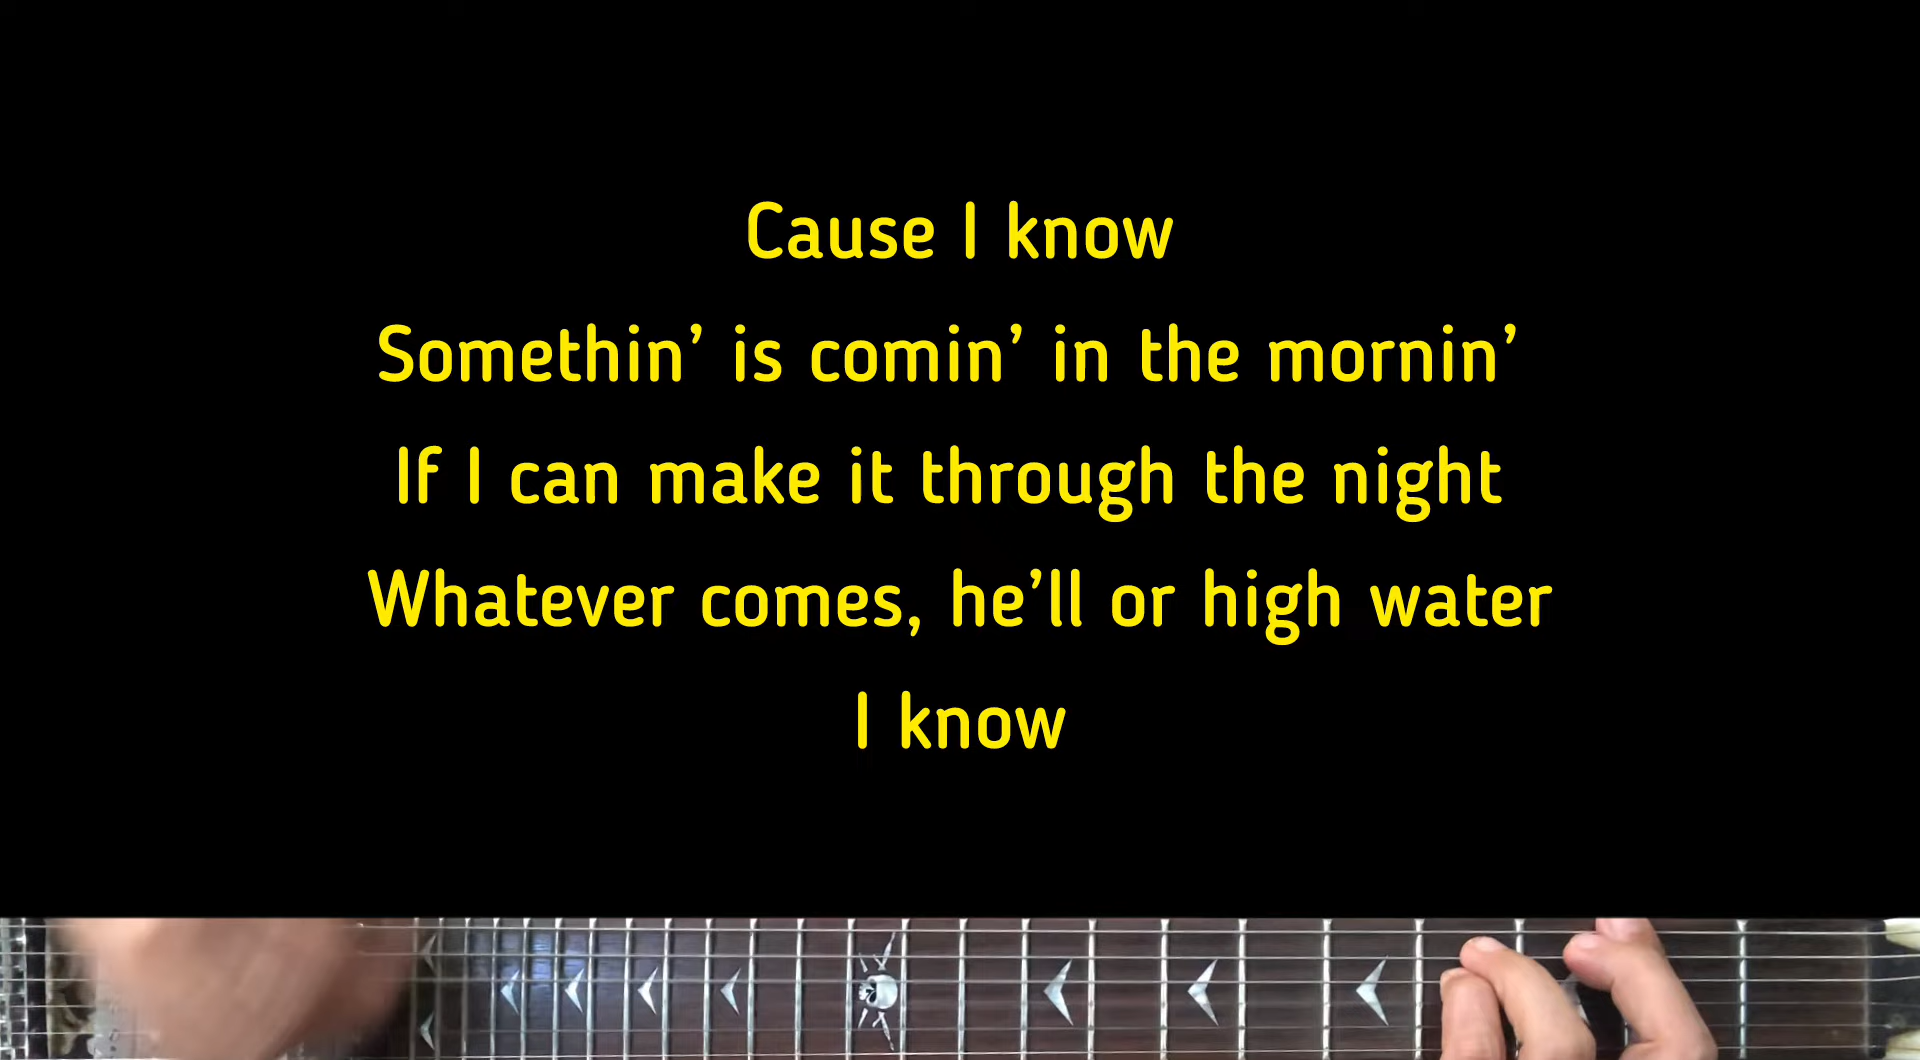 Cause I know
Somethin’ is comin’ in the mornin’
If I can make it through the night
Whatever comes, he’ll or high water
I know